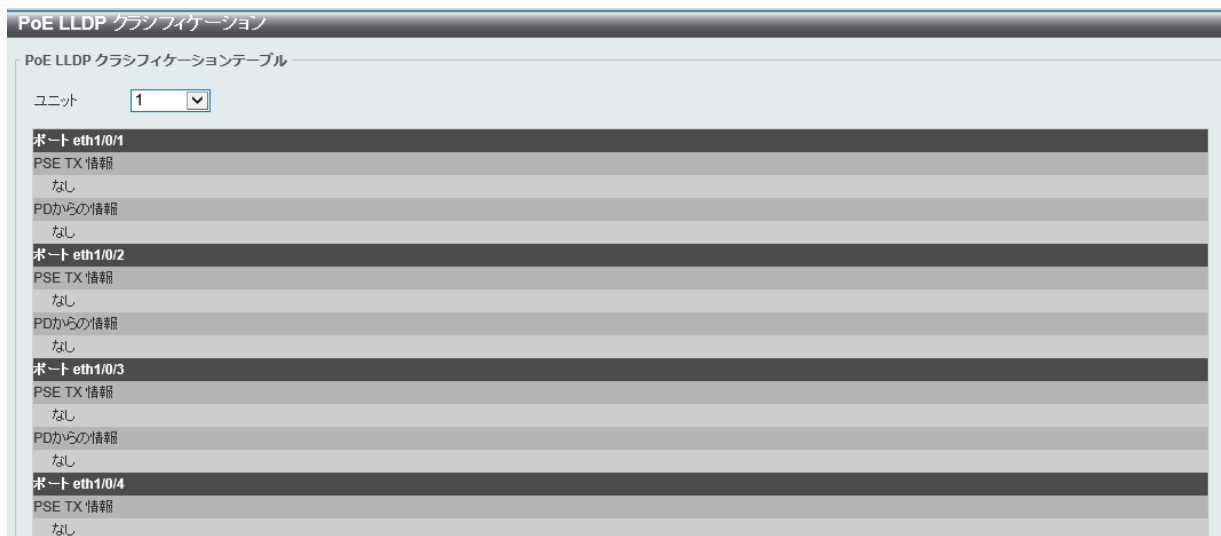 PoE LLDP クラシフィケーション
PoE LLDP クラシフィケーションテーブル
ユニット 1
ポート eth1/0/1
PSE TX 情報
なし
PDからの情報
なし
ポート eth1/0/2
PSE TX 情報
なし
PDからの情報
なし
ポート eth1/0/3
PSE TX 情報
なし
PDからの情報
なし
ポート eth1/0/4
PSE TX 情報
なし